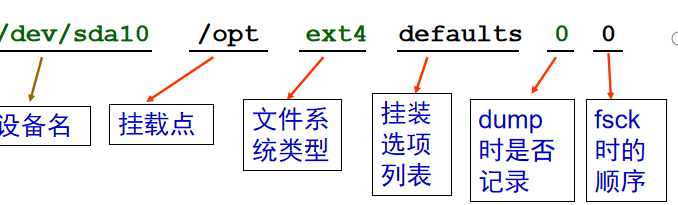 /dev/sda10 /opt ext4 defaults 0 0
设备名
挂载点
文件系
统类型
挂装
选项
列表
dump
时是否
记录
fsck
时的
顺序